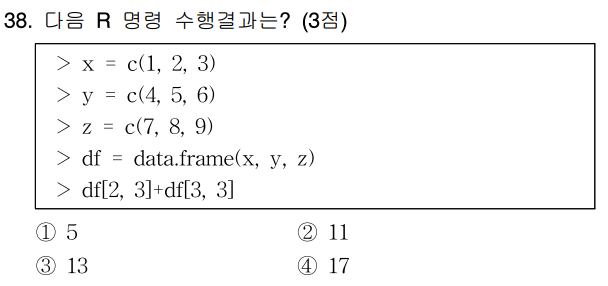 38. 다음 R 명령 수행결과는? (3점)
> x = c(1, 2, 3)
> y = c(4, 5, 6)
> z = c(7, 8, 9)
> df = data.frame(x, y, z)
> df[2, 3]+df[3, 3]
① 5 ② 11
③ 13 ④ 17